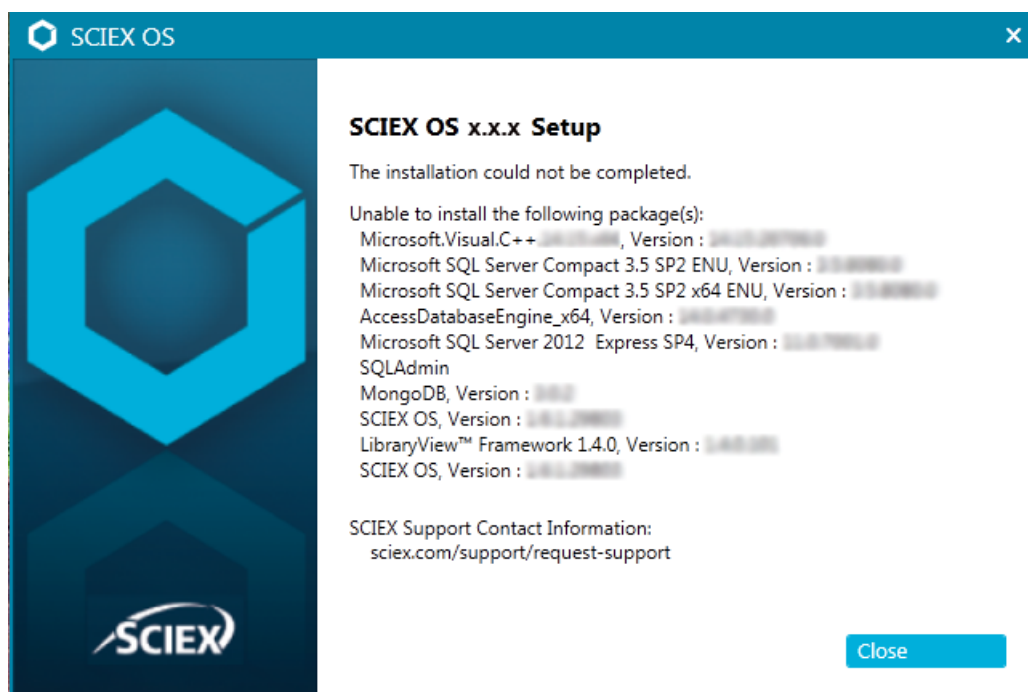 SCIEX OS
SCIEX OS x.x.x Setup
The installation could not be completed.
Unable to install the following package(s):
Microsoft.Visual.C++ , Version :
Microsoft SQL Server Compact 3.5 SP2 ENU, Version :
Microsoft SQL Server Compact 3.5 SP2 x64 ENU, Version :
AccessDatabaseEngine_x64, Version :
Microsoft SQL Server 2012 Express SP4, Version :
SQLAdmin
MongoDB, Version :
SCIEX OS, Version :
LibraryView™ Framework 1.4.0, Version :
SCIEX OS, Version :
SCIEX Support Contact Information:
sciex.com/support/request-support
SCIEX
Close